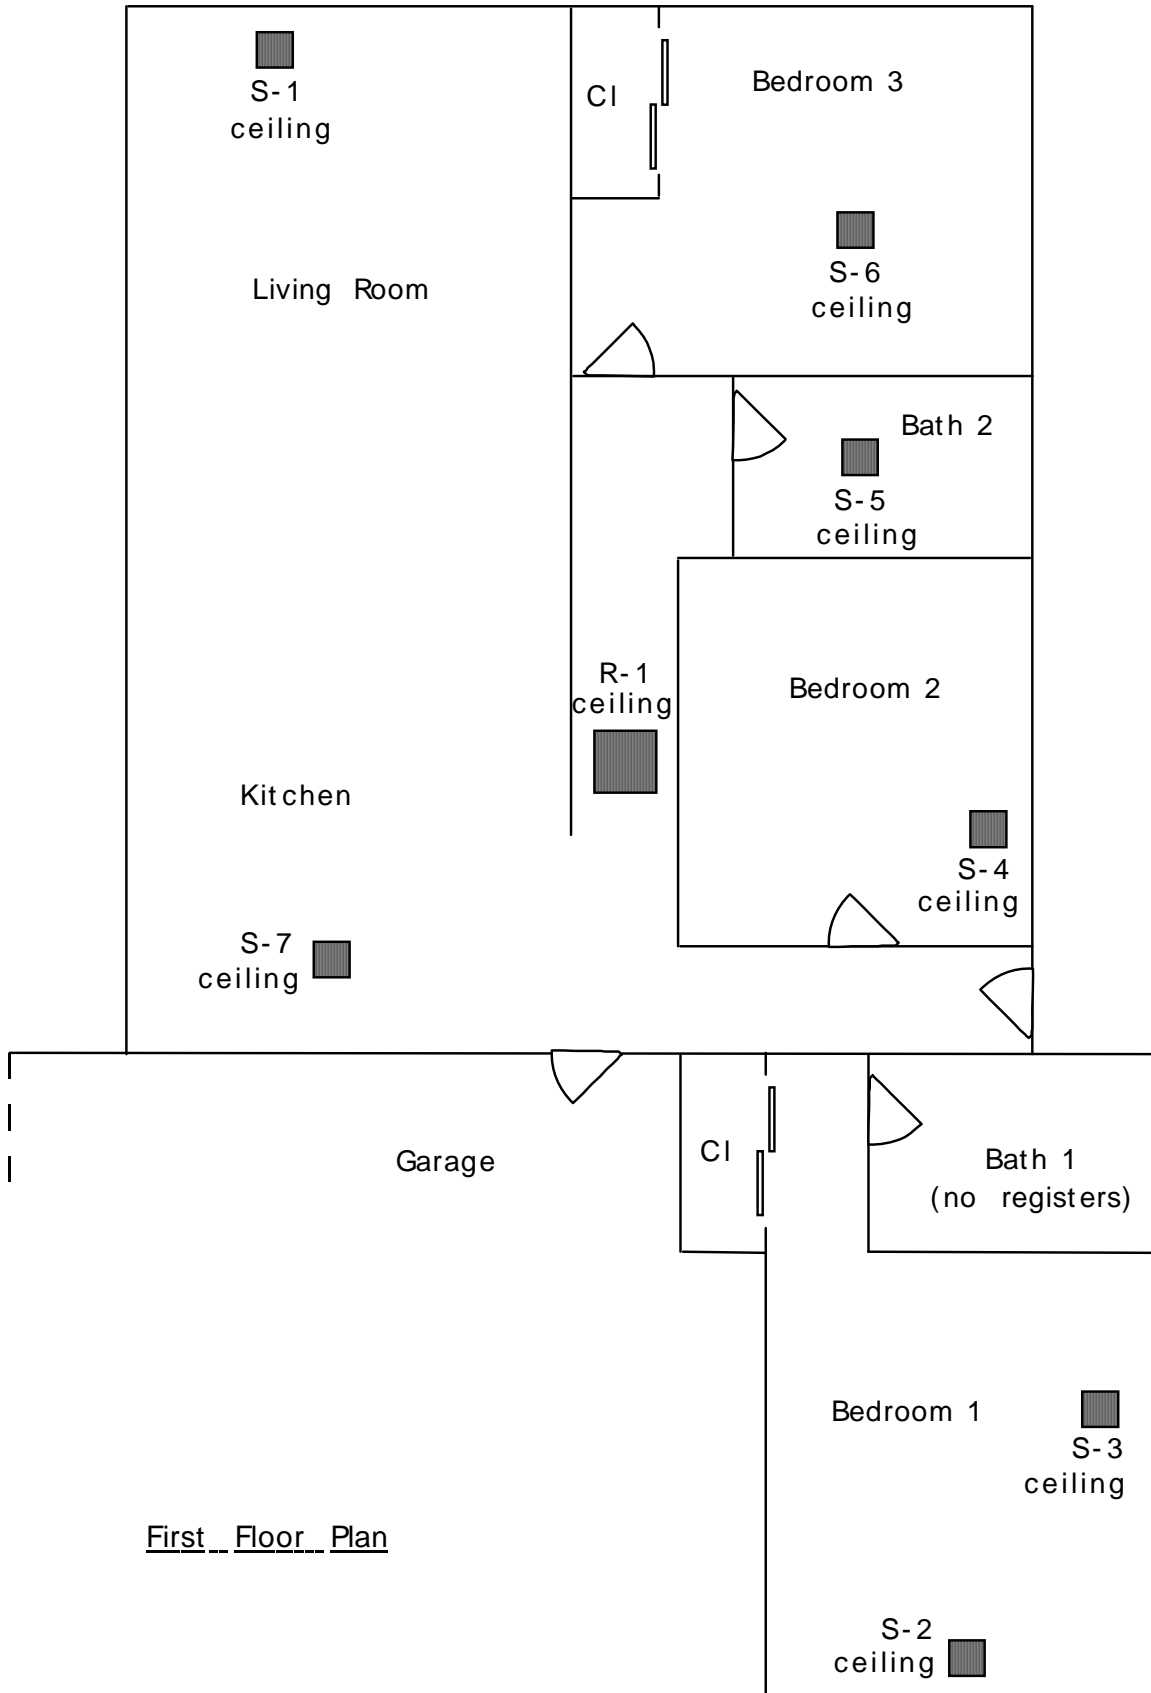 S-1
ceiling
Cl
Bedroom 3
S-6
ceiling
Living Room
Bath 2
S-5
ceiling
R-1
ceiling
Bedroom 2
Kitchen
S-4
ceiling
S-7
ceiling
Garage
Cl
Bath 1
(no registers)
Bedroom 1
S-3
ceiling
First Floor Plan
S-2
ceiling